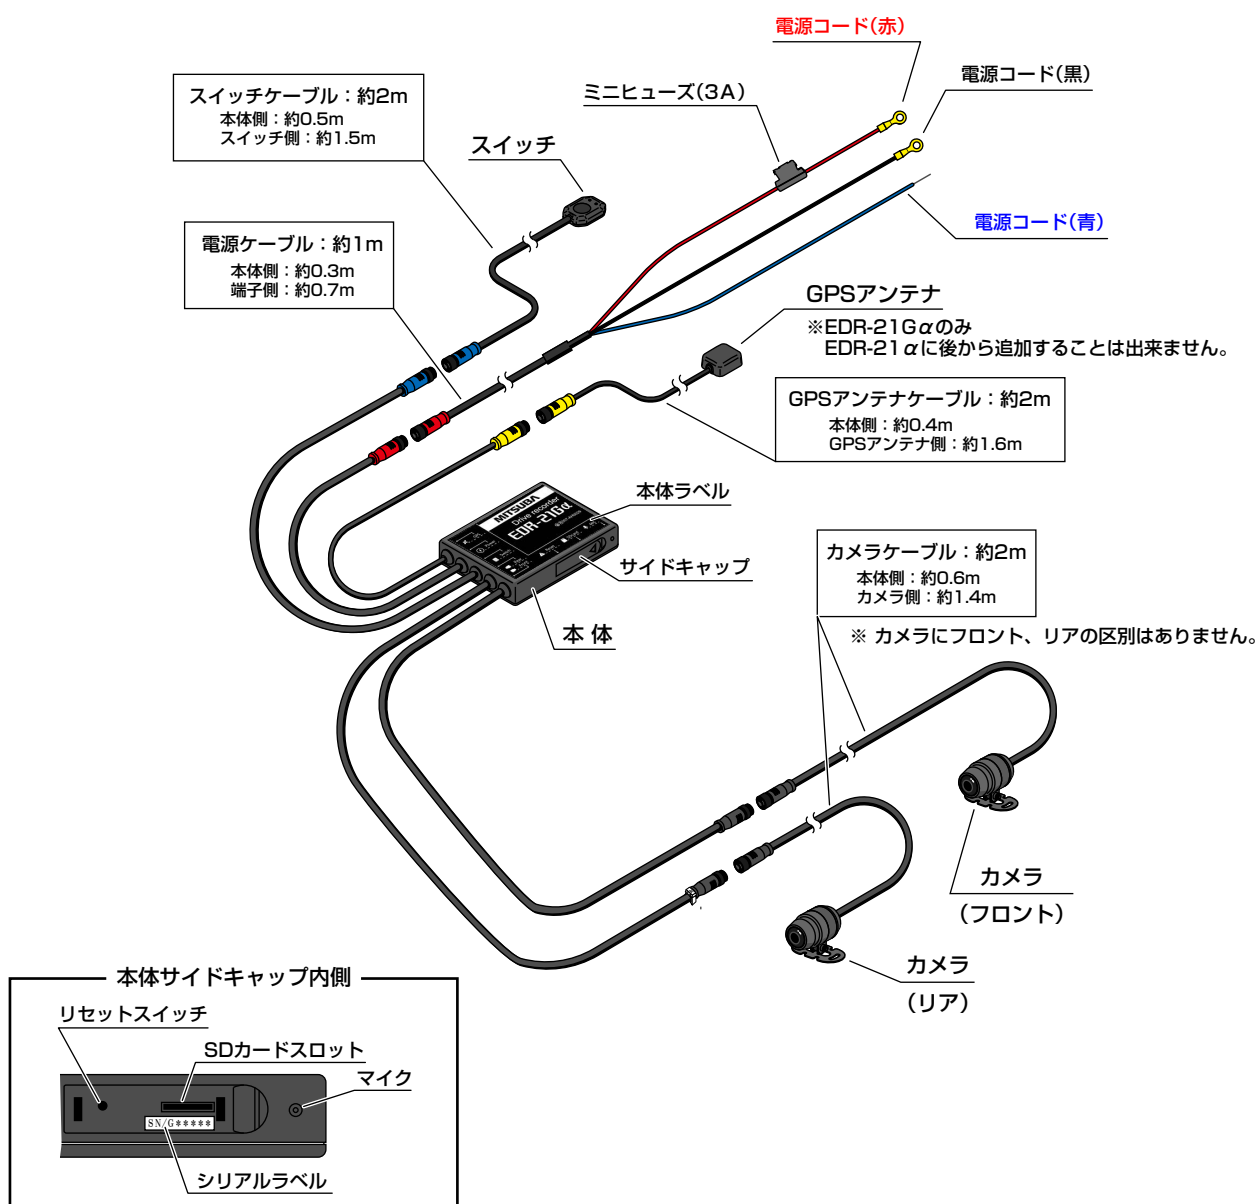 電源コード(赤)
電源コード(黒)
ミニヒューズ(3A)
スイッチケーブル：約2m
本体側：約0.5m
スイッチ側：約1.5m
スイッチ
電源コード(青)
電源ケーブル：約1m
本体側：約0.3m
端子側：約0.7m
GPSアンテナ
※EDR-21Gαのみ
EDR-21αに後から追加することは出来ません。
GPSアンテナケーブル：約2m
本体側：約0.4m
GPSアンテナ側：約1.6m
本体ラベル
MITSUBA
Drive recorder
EDR-21Gα
サイドキャップ
本 体
カメラケーブル：約2m
本体側：約0.6m
カメラ側：約1.4m
※ カメラにフロント、リアの区別はありません。
カメラ
(フロント)
カメラ
(リア)
本体サイドキャップ内側
リセットスイッチ
SDカードスロット
マイク
SN/G*****
シリアルラベル